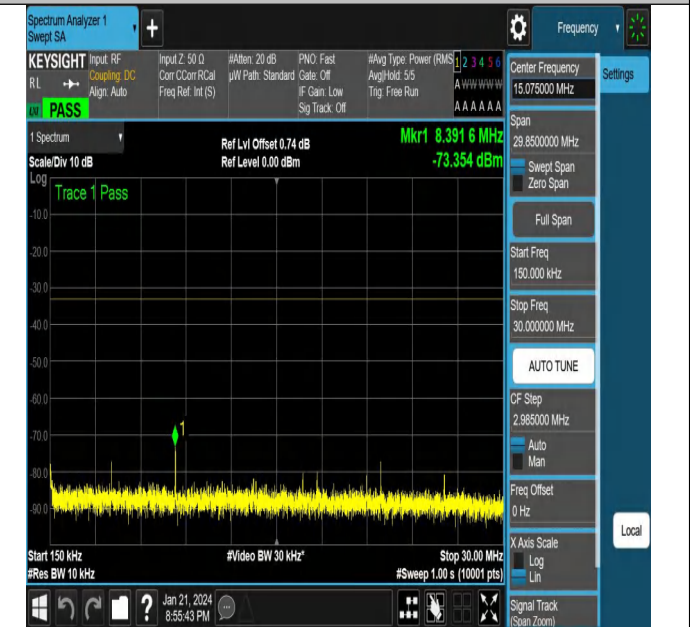 Spectrum Analyzer 1
Swept SA
+
Frequency
KEYSIGHT
RL
PASS
Input: RF
Coupling: DC
Align: Auto
Input Z: 50 Ω
Corr CCorr RCal
Freq Ref: Int (S)
#Atten: 20 dB
µW Path: Standard
PNO: Fast
Gate: Off
IF Gain: Low
Sig Track: Off
#Avg Type: Power (RMS
Avg|Hold: 5/5
Trig: Free Run
1 2 3 4 5 6
A W W W W W
A A A A A A
1 Spectrum
Scale/Div 10 dB
Log
Ref Lvl Offset 0.74 dB
Ref Level 0.00 dBm
Mkr1 8.391 6 MHz
-73.354 dBm
Trace 1 Pass
-10.0
-20.0
-30.0
-40.0
-50.0
-60.0
-70.0
-80.0
-90.0
1
Start 150 kHz
#Res BW 10 kHz
#Video BW 30 kHz*
Stop 30.00 MHz
#Sweep 1.00 s (10001 pts)
Jan 21, 2024
8:55:43 PM
Center Frequency
15.075000 MHz
Settings
Span
29.8500000 MHz
Swept Span
Zero Span
Full Span
Start Freq
150.000 kHz
Stop Freq
30.000000 MHz
AUTO TUNE
CF Step
2.985000 MHz
Auto
Man
Freq Offset
0 Hz
X Axis Scale
Log
Lin
Local
Signal Track
(Span Zoom)